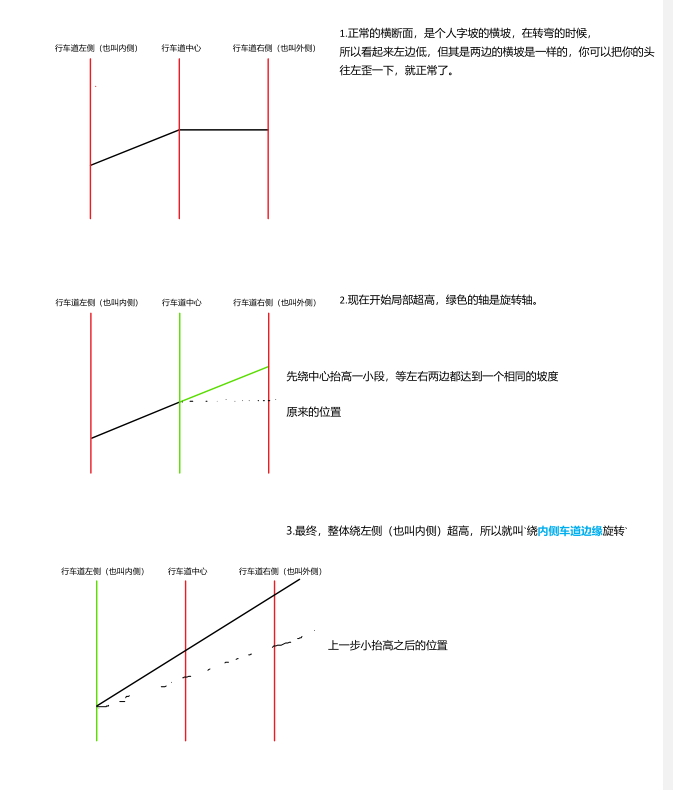 1.正常的横断面，是个人字坡的横坡，在转弯的时候，
所以看起来左边低，但其是两边的横坡是一样的，你可以把你的头
往左歪一下，就正常了。
行车道左侧（也叫内侧） 行车道中心 行车道右侧（也叫外侧）
2.现在开始局部超高，绿色的轴是旋转轴。
行车道左侧（也叫内侧） 行车道中心 行车道右侧（也叫外侧）
先绕中心抬高一小段，等左右两边都达到一个相同的坡度
原来的位置
3.最终，整体绕左侧（也叫内侧）超高，所以就叫`绕内侧车道边缘旋转`
行车道左侧（也叫内侧） 行车道中心 行车道右侧（也叫外侧）
上一步小抬高之后的位置